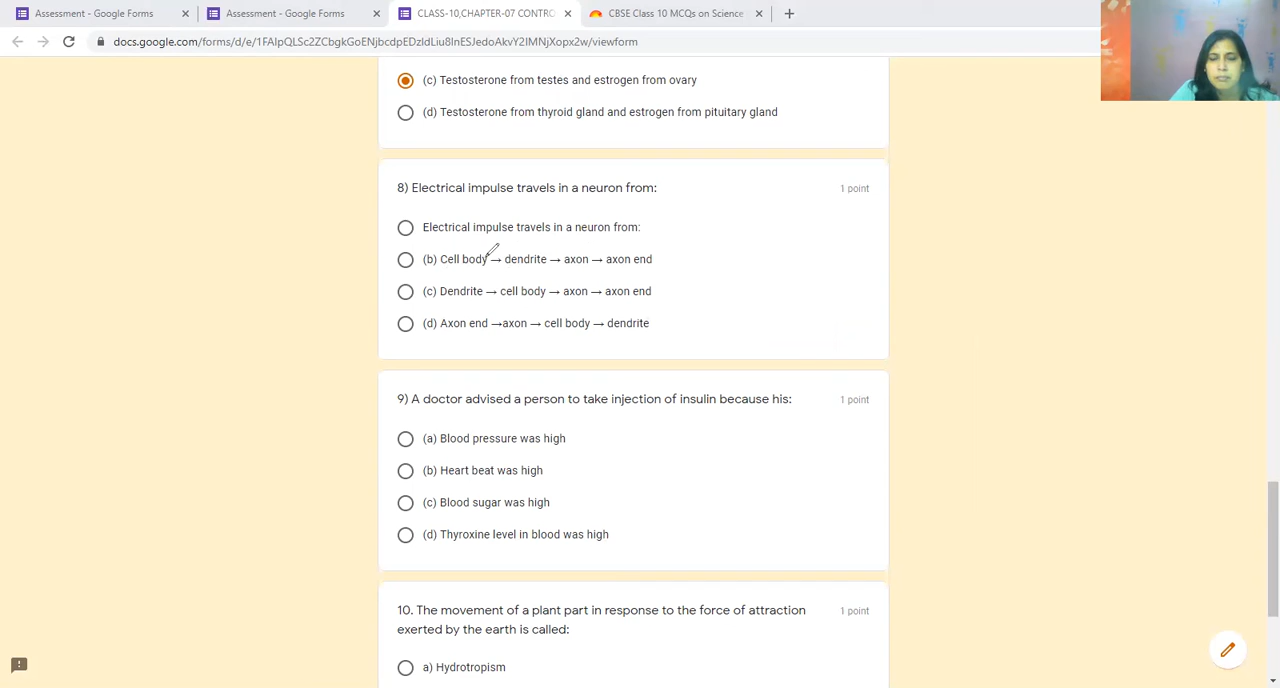 Assessment - Google Forms
Assessment - Google Forms
CLASS-10,CHAPTER-07 CONTRO
CBSE Class 10 MCQs on Science
docs.google.com/forms/d/e/1FAIpQLSc2ZCbgkGoENjbcdpEDzIdLiu8InESJedoAkvY2IMNjXopx2w/viewform
(c) Testosterone from testes and estrogen from ovary
(d) Testosterone from thyroid gland and estrogen from pituitary gland
8) Electrical impulse travels in a neuron from: 1 point
Electrical impulse travels in a neuron from:
(b) Cell body → dendrite → axon → axon end
(c) Dendrite → cell body → axon → axon end
(d) Axon end →axon → cell body → dendrite
9) A doctor advised a person to take injection of insulin because his: 1 point
(a) Blood pressure was high
(b) Heart beat was high
(c) Blood sugar was high
(d) Thyroxine level in blood was high
10. The movement of a plant part in response to the force of attraction 1 point
exerted by the earth is called:
a) Hydrotropism